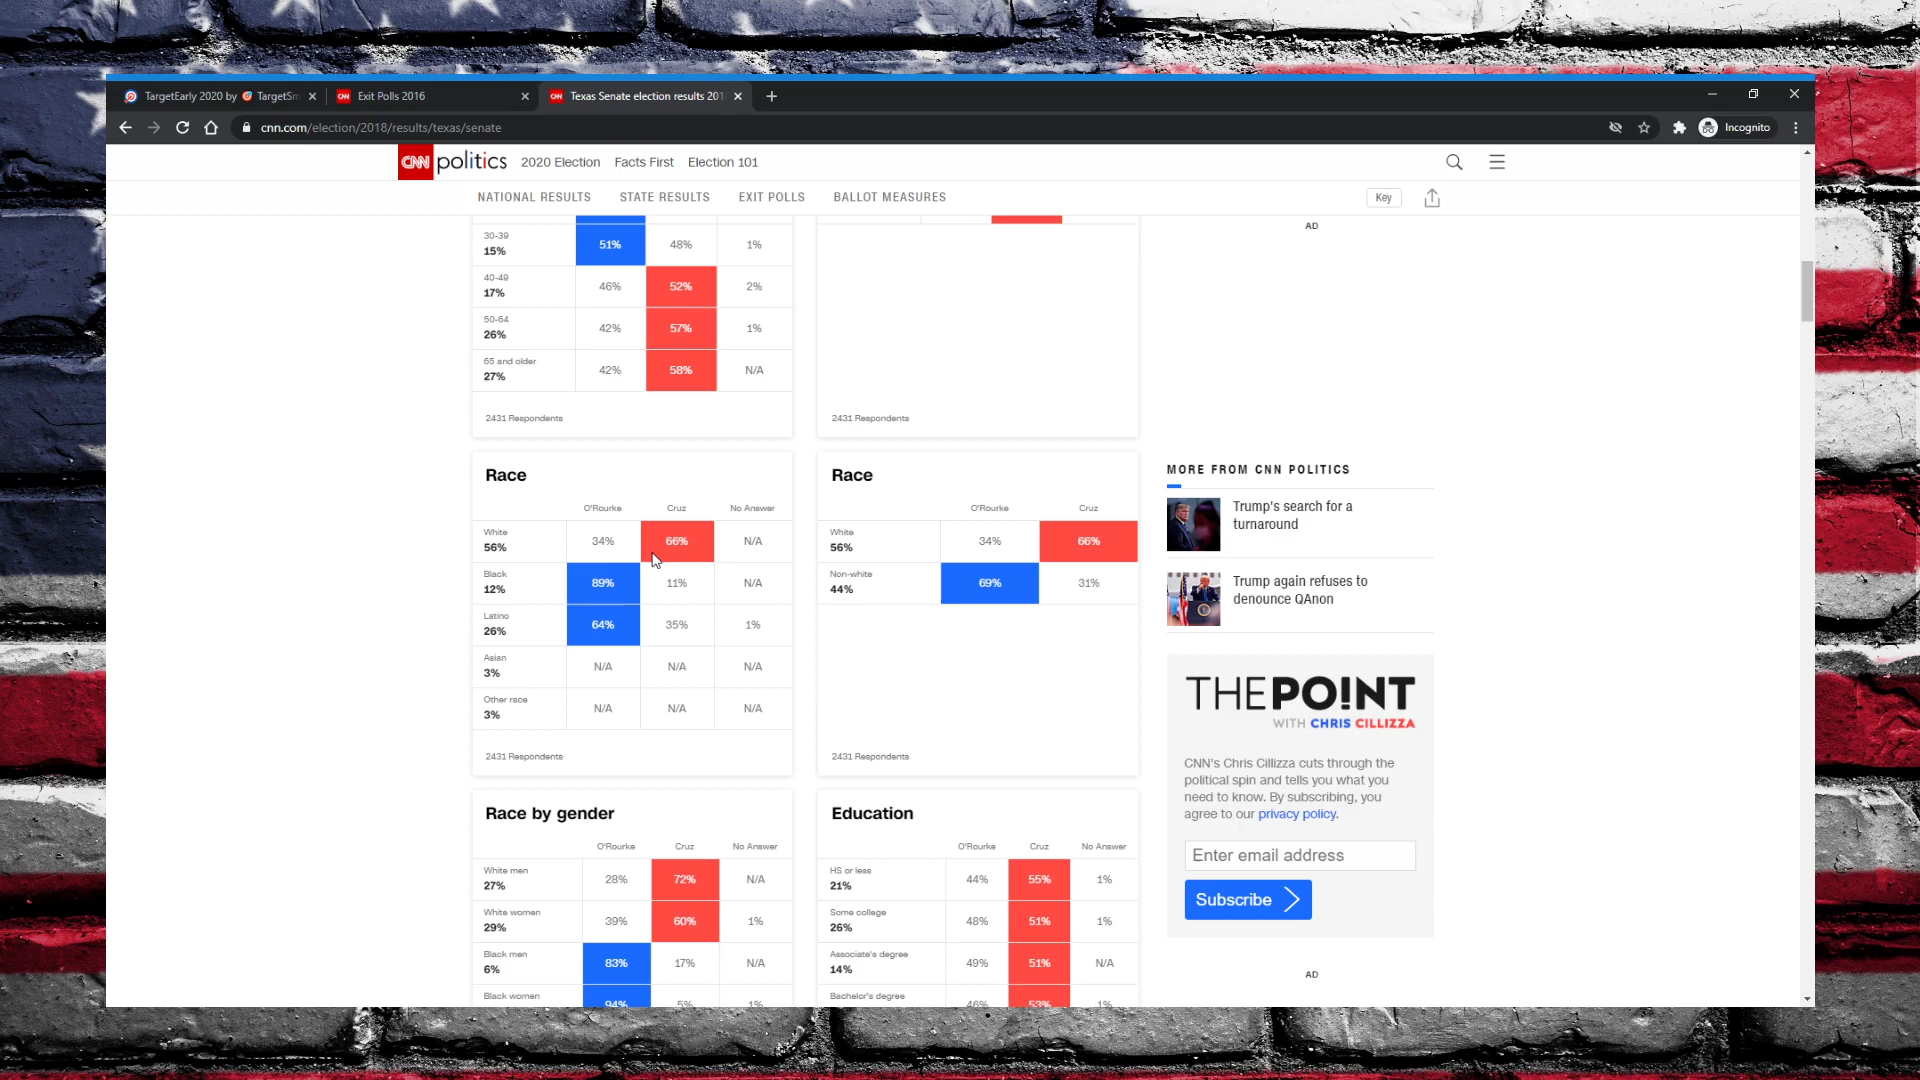 TargetEarly 2020 by TargetSm
Exit Polls 2016
Texas Senate election results 201
cnn.com/election/2018/results/texas/senate
Incognito
CNN politics 2020 Election Facts First Election 101
NATIONAL RESULTS STATE RESULTS EXIT POLLS BALLOT MEASURES
Key
30-39
15% 51% 48% 1%
40-49
17% 46% 52% 2%
50-64
26% 42% 57% 1%
65 and older
27% 42% 58% N/A
2431 Respondents
2431 Respondents
AD
Race
O'Rourke Cruz No Answer
White
56% 34% 66% N/A
Black
12% 89% 11% N/A
Latino
26% 64% 35% 1%
Asian
3% N/A N/A N/A
Other race
3% N/A N/A N/A
2431 Respondents
Race
O'Rourke Cruz
White
56% 34% 66%
Non-white
44% 69% 31%
2431 Respondents
Race by gender
O'Rourke Cruz No Answer
White men
27% 28% 72% N/A
White women
29% 39% 60% 1%
Black men
6% 83% 17% N/A
Black women
94% 5% 1%
Education
O'Rourke Cruz No Answer
HS or less
21% 44% 55% 1%
Some college
26% 48% 51% 1%
Associate's degree
14% 49% 51% N/A
Bachelor's degree
46% 53% 1%
MORE FROM CNN POLITICS
Trump's search for a
turnaround
Trump again refuses to
denounce QAnon
THE PO!NT
WITH CHRIS CILLIZZA
CNN's Chris Cillizza cuts through the
political spin and tells you what you
need to know. By subscribing, you
agree to our privacy policy.
Enter email address
Subscribe
AD